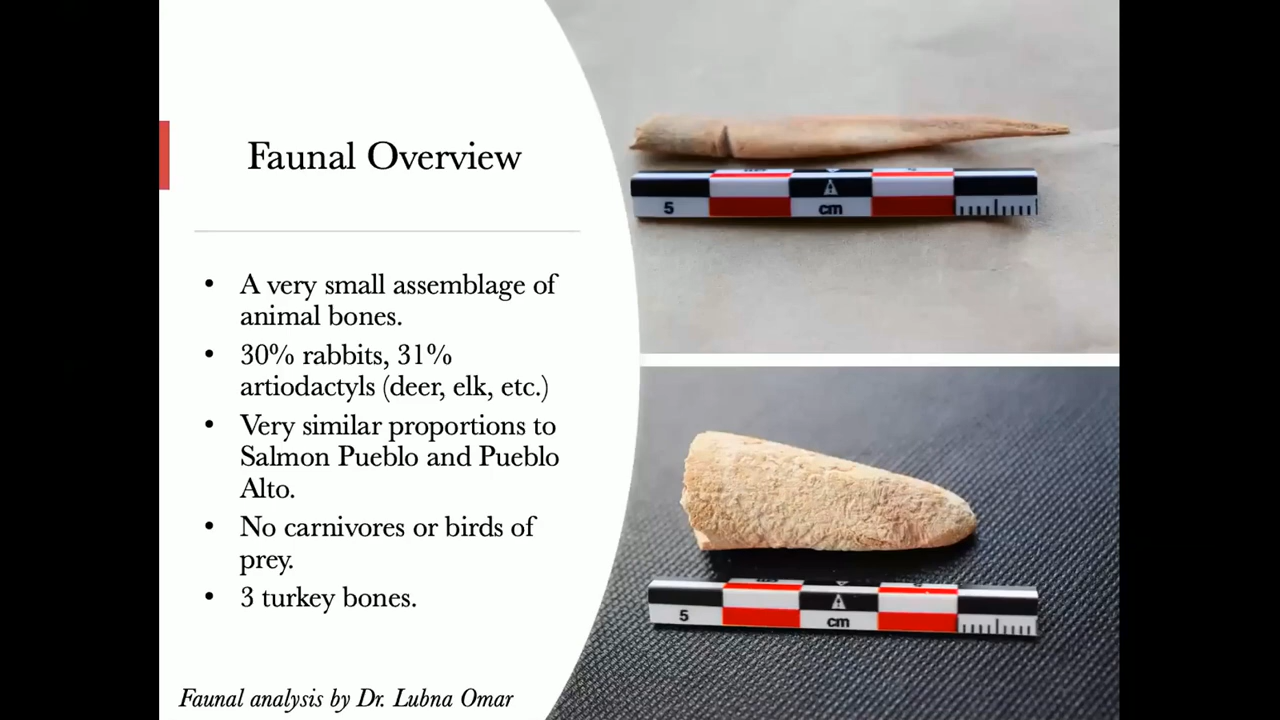 Faunal Overview
• A very small assemblage of
animal bones.
• 30% rabbits, 31%
artiodactyls (deer, elk, etc.)
• Very similar proportions to
Salmon Pueblo and Pueblo
Alto.
• No carnivores or birds of
prey.
• 3 turkey bones.
Faunal analysis by Dr. Lubna Omar
5 cm
5 cm